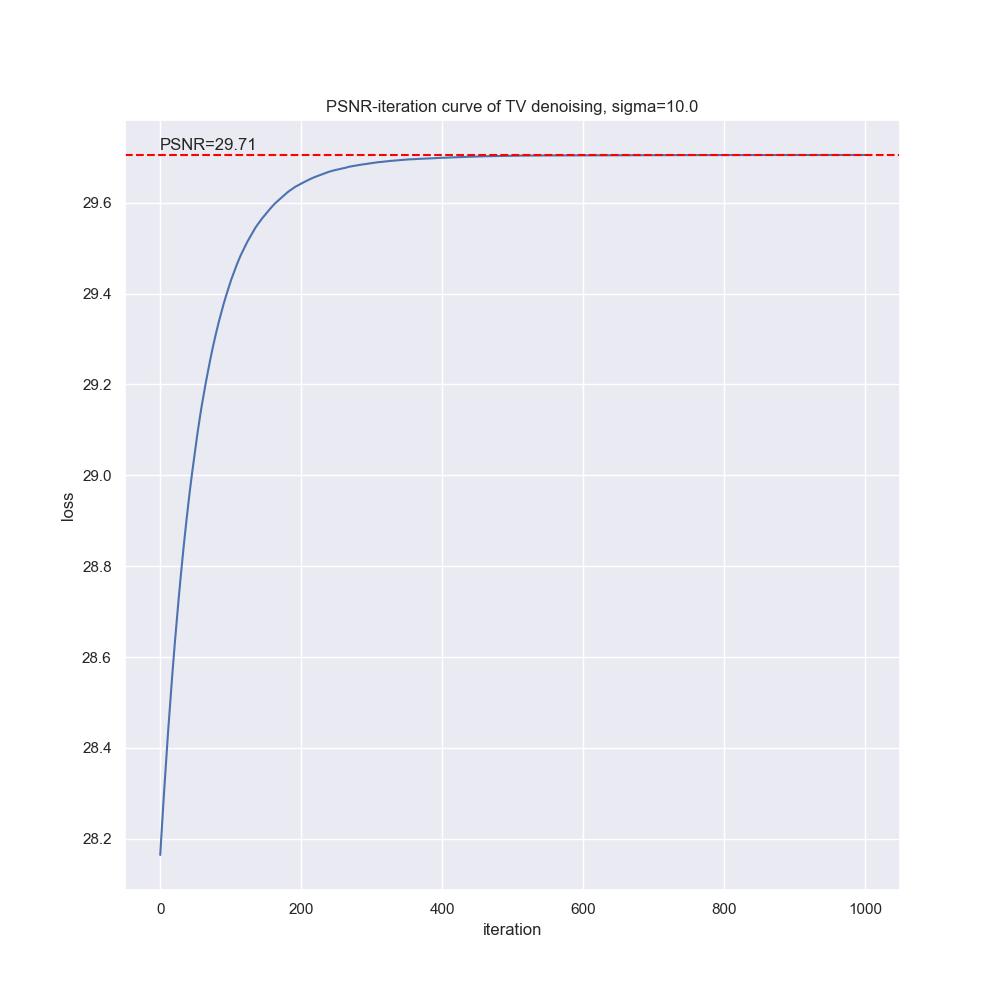 PSNR-iteration curve of TV denoising, sigma=10.0
PSNR=29.71
29.6
29.4
29.2
29.0
28.8
28.6
28.4
28.2
loss
0 200 400 600 800 1000
iteration